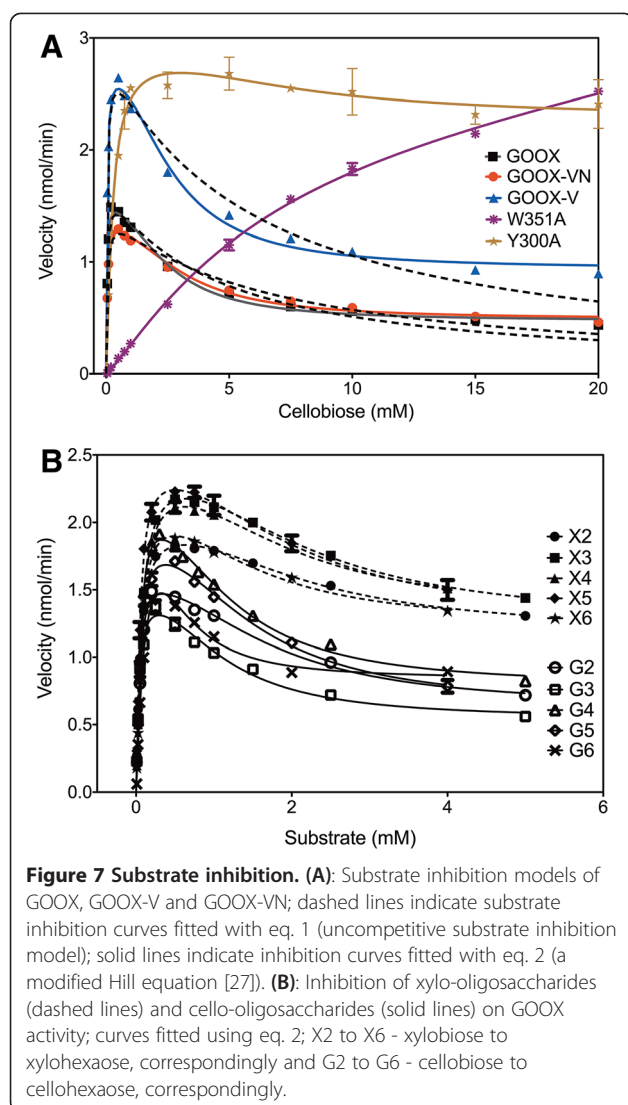 A
Velocity (nmol/min)
3
2
1
0
0
5
10
15
20
Cellobiose (mM)
GOOX
GOOX-VN
GOOX-V
W351A
Y300A
B
Velocity (nmol/min)
2.5
2.0
1.5
1.0
0.5
0.0
0
2
4
6
Substrate (mM)
X2
X3
X4
X5
X6
G2
G3
G4
G5
G6
Figure 7 Substrate inhibition. (A): Substrate inhibition models of
GOOX, GOOX-V and GOOX-VN; dashed lines indicate substrate
inhibition curves fitted with eq. 1 (uncompetitive substrate inhibition
model); solid lines indicate inhibition curves fitted with eq. 2 (a
modified Hill equation [27]). (B): Inhibition of xylo-oligosaccharides
(dashed lines) and cello-oligosaccharides (solid lines) on GOOX
activity; curves fitted using eq. 2; X2 to X6 - xylobiose to
xylohexaose, correspondingly and G2 to G6 - cellobiose to
cellohexaose, correspondingly.